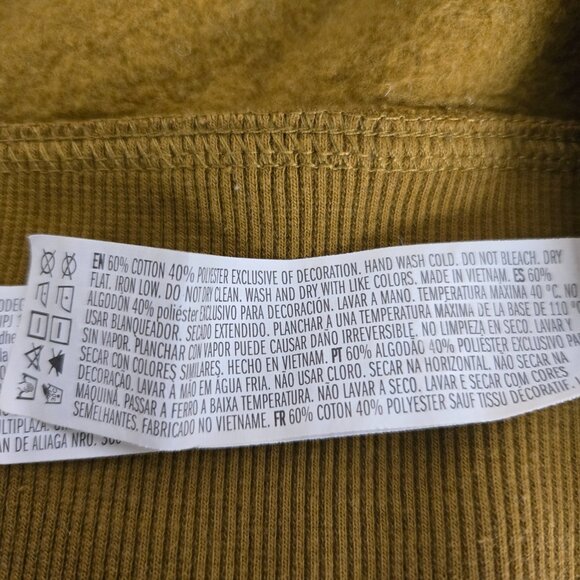 EN 60% COTTON 40% POLYESTER EXCLUSIVE OF DECORATION. HAND WASH COLD. DO NOT BLEACH. DRY
FLAT. IRON LOW. DO NOT DRY CLEAN. WASH AND DRY WITH LIKE COLORS. MADE IN VIETNAM. ES 60%
ALGODÓN 40% poliéster EXCLUSIVO PARA DECORACIÓN. LAVAR A MANO. TEMPERATURA MÁXIMA 40 °C. NO
USAR BLANQUEADOR. SECADO EXTENDIDO. PLANCHAR A UNA TEMPERATURA MÁXIMA DE LA BASE DE 110 °
SIN VAPOR. PLANCHAR CON VAPOR PUEDE CAUSAR DAÑO IRREVERSIBLE. NO LIMPIEZA EN SECO. LAVAR
SECAR CON COLORES SIMILARES. HECHO EN VIETNAM. PT 60% ALGODÃO 40% POLIÉSTER EXCLUSIVO PA
DECORAÇÃO. LAVAR À MÃO EM ÁGUA FRIA. NÃO USAR CLORO. SECAR NA HORIZONTAL. NÃO SECAR NA
MÁQUINA. PASSAR A FERRO A BAIXA TEMPERATURA. NÃO LAVAR A SECO. LAVAR E SECAR COM CORES
SEMELHANTES. FABRICADO NO VIETNAME. FR 60% COTON 40% POLYESTER SAUF TISSU DÉCORATIF.
MULTIPLAZA.
AN DE ALIAGA NRO.